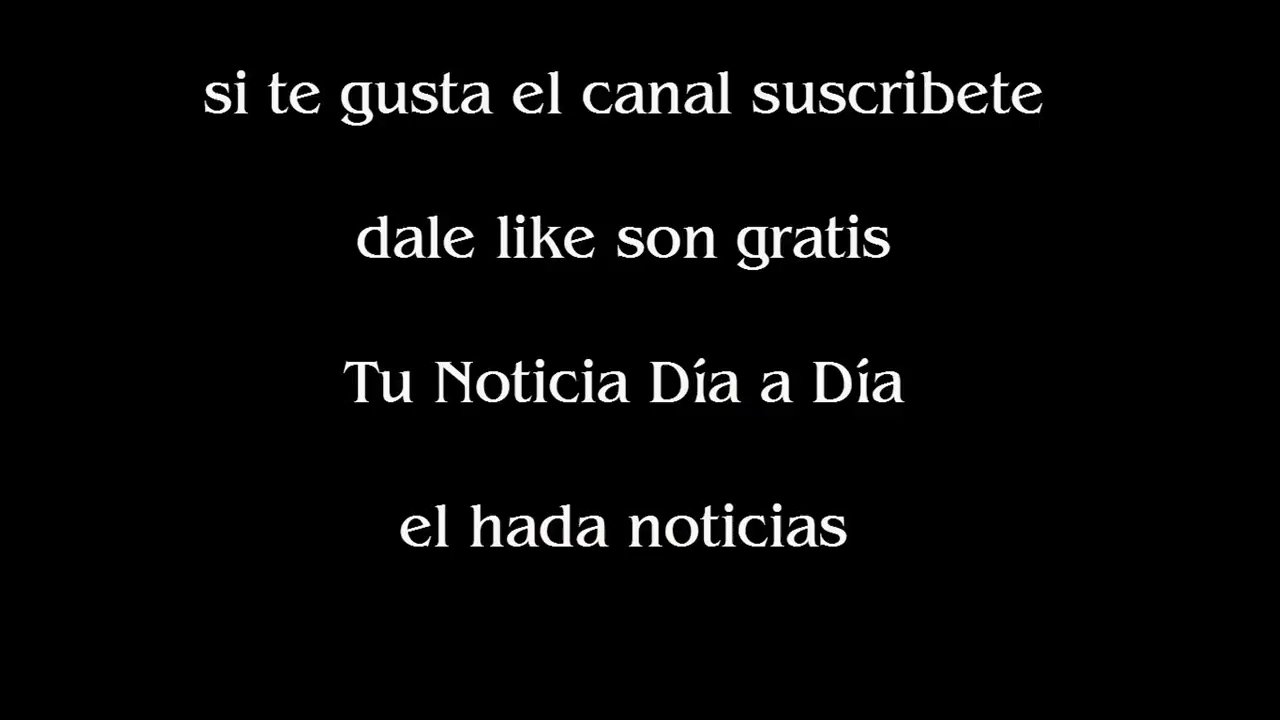 si te gusta el canal suscribete
dale like son gratis
Tu Noticia Día a Día
el hada noticias